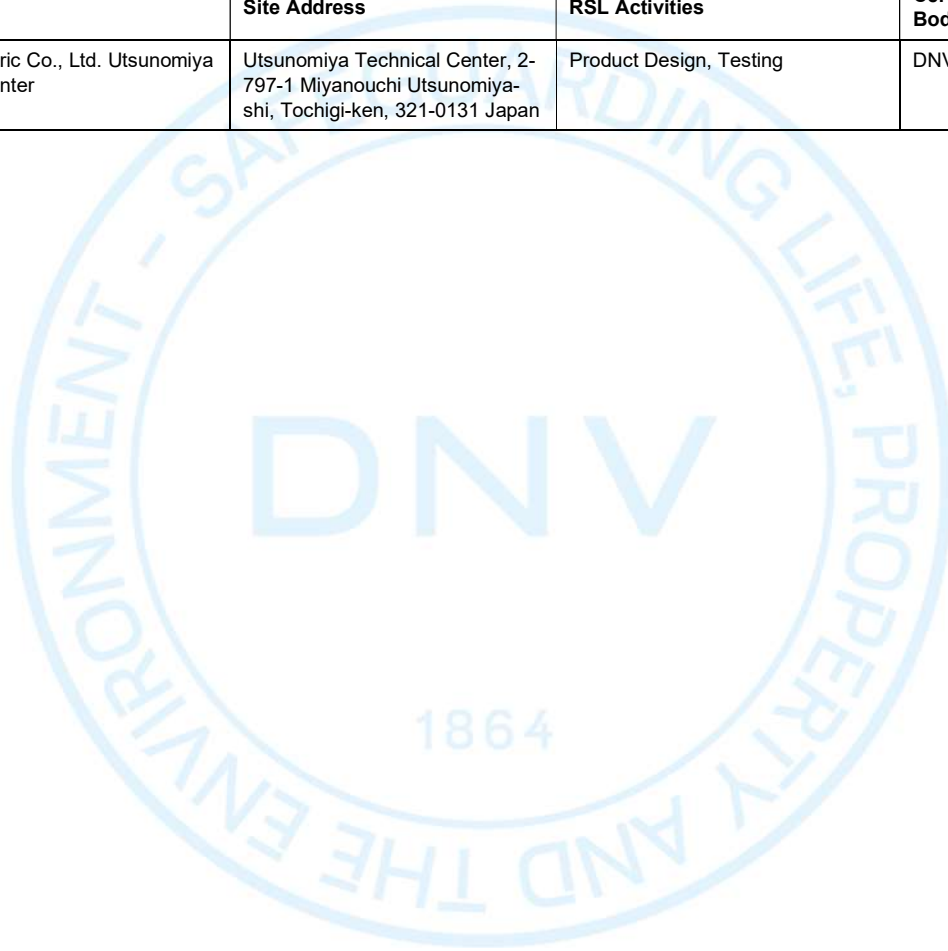 Site Address
RSL Activities
ric Co., Ltd. Utsunomiya
nter
Utsunomiya Technical Center, 2-
797-1 Miyanouchi Utsunomiya-
shi, Tochigi-ken, 321-0131 Japan
Product Design, Testing
DNV
SAFEGUARDING LIFE, PROPERTY AND THE ENVIRONMENT -
DNV
1864